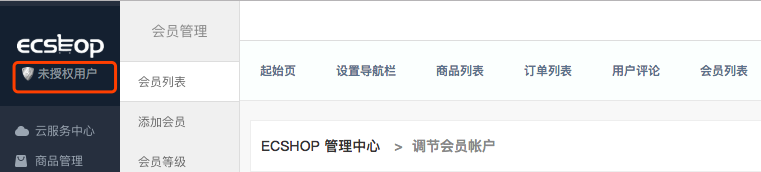 ecshop
未授权用户
云服务中心
商品管理
会员管理
会员列表
添加会员
会员等级
起始页 设置导航栏 商品列表 订单列表 用户评论 会员列表
ECSHOP 管理中心 > 调节会员帐户